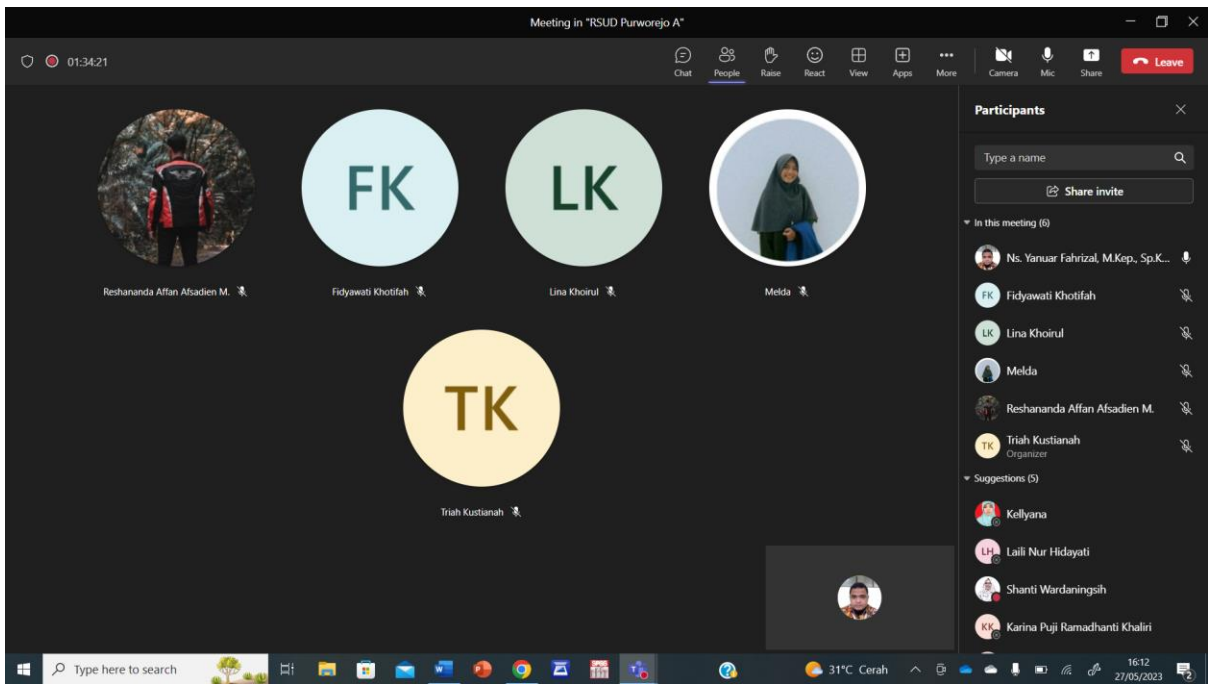 Meeting in "RSUD Purworejo A"
01:34:21
Chat People Raise React View Apps More Camera Mic Share Leave
Participants
Type a name
Share invite
In this meeting (6)
Ns. Yanuar Fahrizal, M.Kep., Sp.K...
FK Fidyawati Khotifah
LK Lina Khoirul
Melda
Reshananda Affan Afsadien M.
TK Triah Kustianah
Organizer
Suggestions (5)
Kellyana
LH Laili Nur Hidayati
Shanti Wardaningsih
KK Karina Puji Ramadhanti Khaliri
FK LK
Reshananda Affan Afsadien M. Fidyawati Khotifah Lina Khoirul Melda
TK
Triah Kustianah
Type here to search
31°C Cerah
16:12
27/05/2023
2